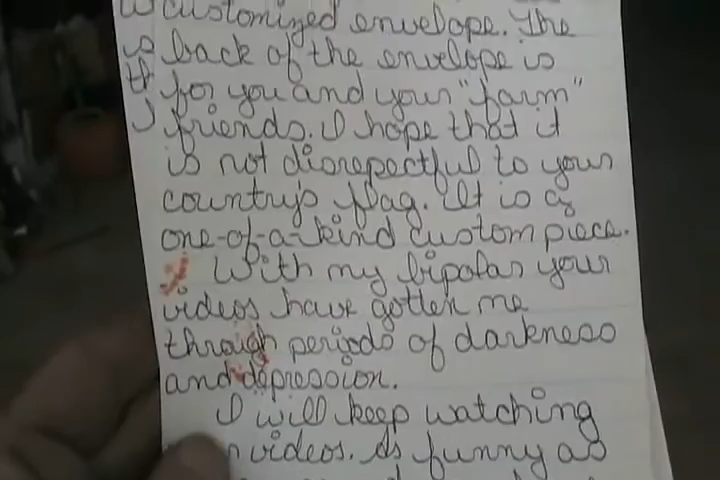 customized envelope. The
back of the envelope is
for you and your "farm"
friends. I hope that it
is not disrepectful to your
country's flag. It is a
one-of-a-kind custom piece.
With my bipolar your
videos have gotten me
through periods of darkness
and depression.
I will keep watching
videos. As funny as